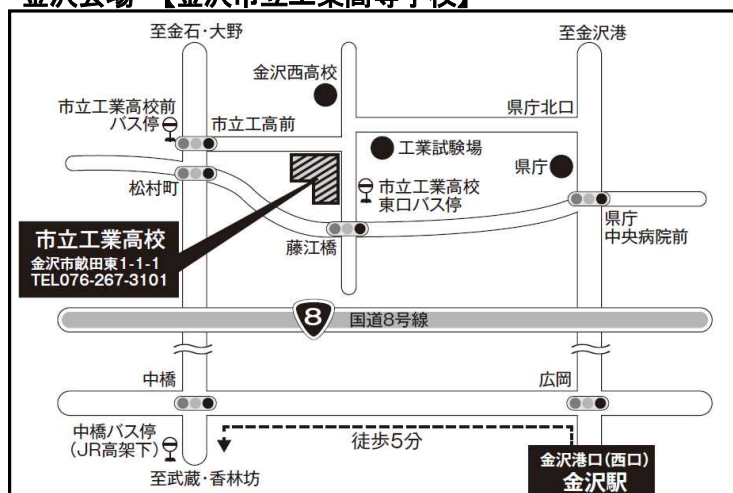 金沢会場 【金沢市立工業高等学校】
至金石・大野
至金沢港
金沢西高校
市立工業高校前
バス停
市立工高前
県庁北口
工業試験場
県庁
松村町
市立工業高校
東口バス停
県庁
中央病院前
藤江橋
市立工業高校
金沢市畝田東1-1-1
TEL076-267-3101
8
国道8号線
中橋
広岡
中橋バス停
(JR高架下)
徒歩5分
至武蔵・香林坊
金沢港口(西口)
金沢駅